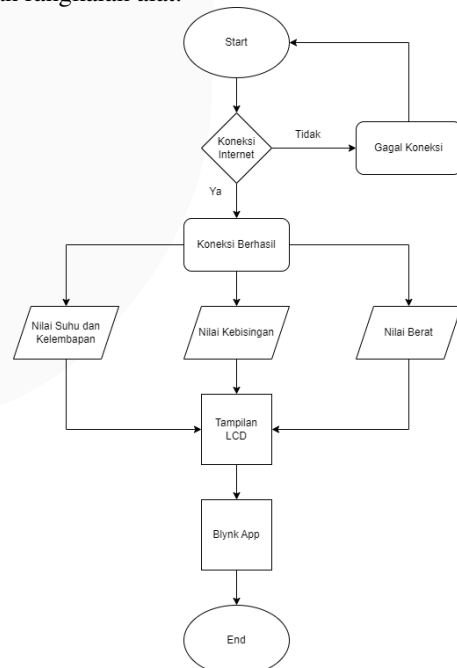 Start
Koneksi
Internet
Tidak
Gagal Koneksi
Ya
Koneksi Berhasil
Nilai Suhu dan
Kelembapan
Nilai Kebisingan
Nilai Berat
Tampilan
LCD
Blynk App
End